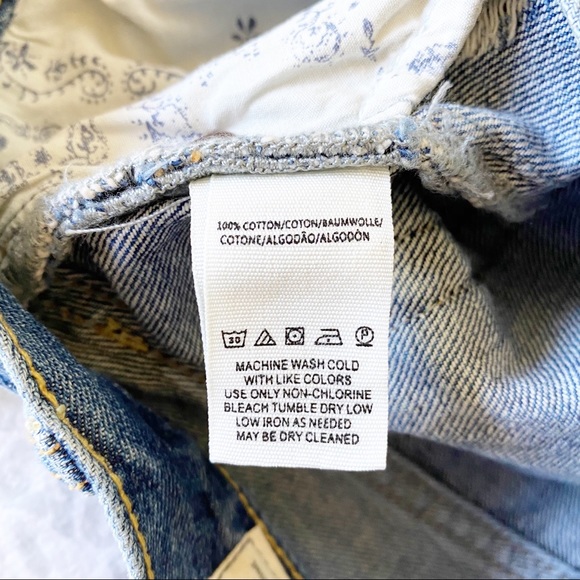 100% COTTON/COTON/BAUMWOLLE/
COTONE/ALGODÃO/ALGODÓN
30
P
MACHINE WASH COLD
WITH LIKE COLORS
USE ONLY NON-CHLORINE
BLEACH TUMBLE DRY LOW
LOW IRON AS NEEDED
MAY BE DRY CLEANED